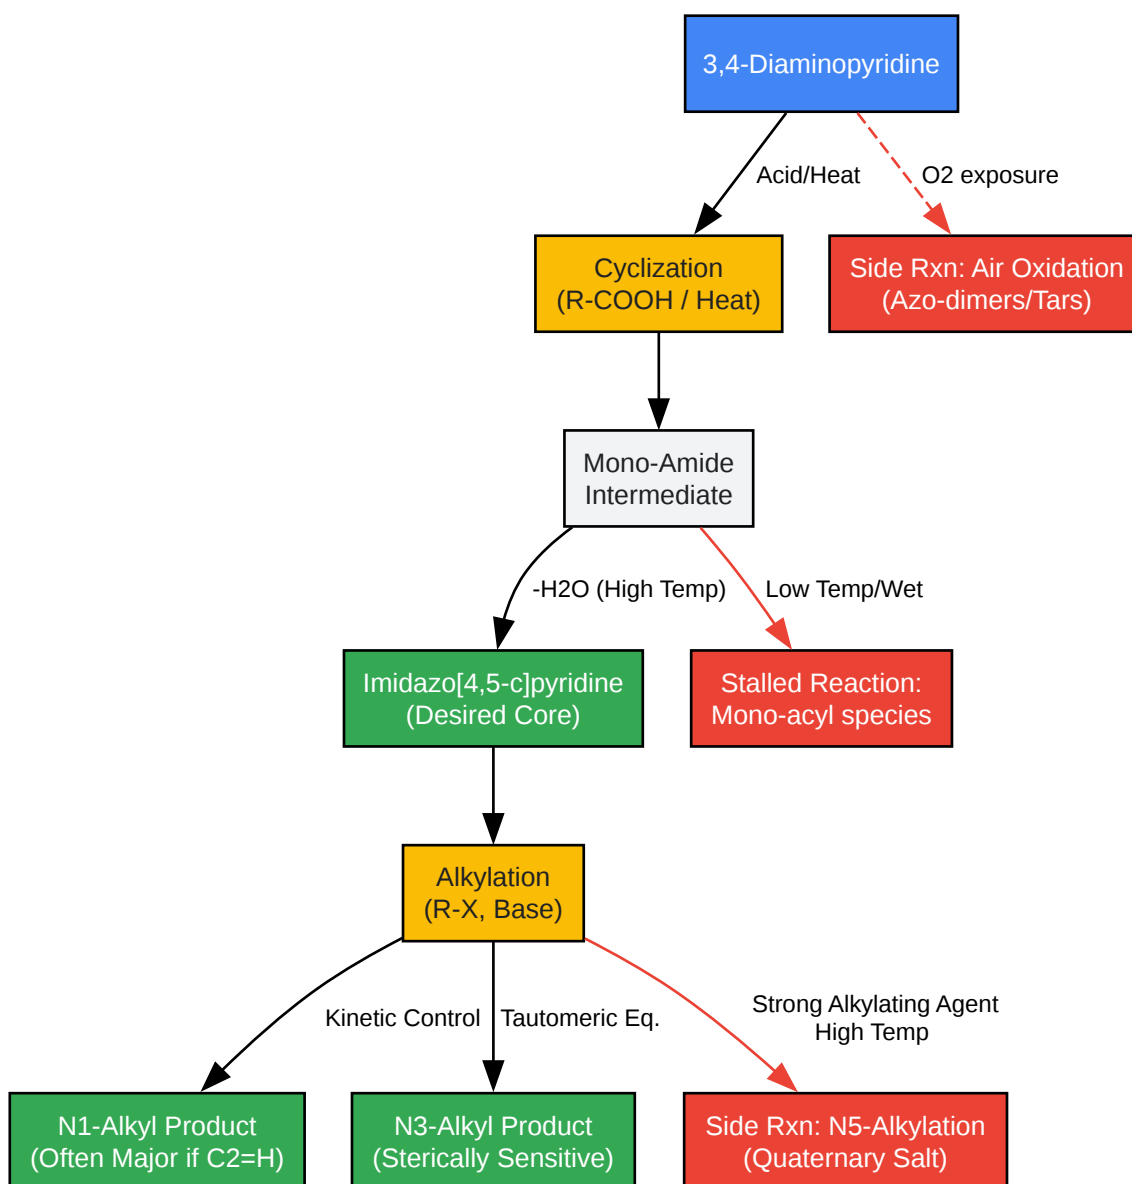 3,4-Diaminopyridine
Acid/Heat
O2 exposure
Cyclization
(R-COOH / Heat)
Side Rxn: Air Oxidation
(Azo-dimers/Tars)
Mono-Amide
Intermediate
-H2O (High Temp)
Low Temp/Wet
Imidazo[4,5-c]pyridine
(Desired Core)
Stalled Reaction:
Mono-acyl species
Alkylation
(R-X, Base)
Kinetic Control
Tautomeric Eq.
Strong Alkylating Agent
High Temp
N1-Alkyl Product
(Often Major if C2=H)
N3-Alkyl Product
(Sterically Sensitive)
Side Rxn: N5-Alkylation
(Quaternary Salt)